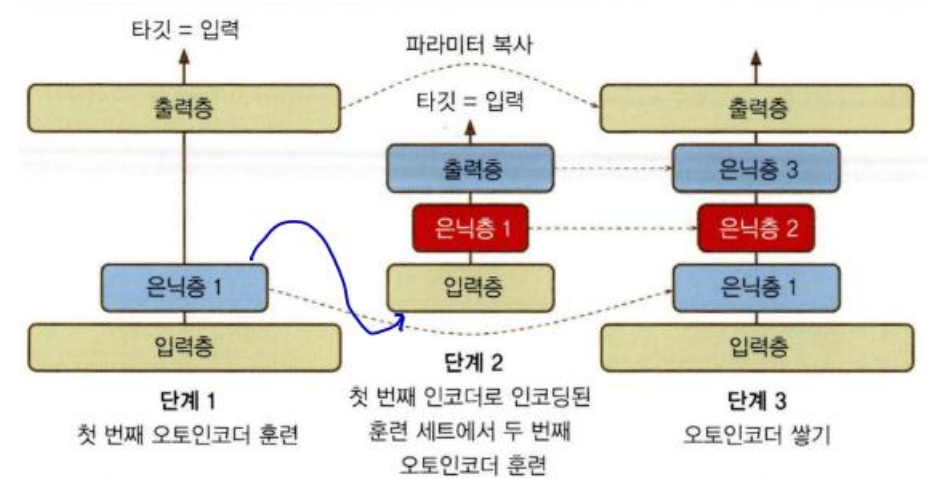 타깃 = 입력
출력층
은닉층 1
입력층
단계 1
첫 번째 오토인코더 훈련
파라미터 복사
타깃 = 입력
출력층
은닉층 1
입력층
단계 2
첫 번째 인코더로 인코딩된
훈련 세트에서 두 번째
오토인코더 훈련
출력층
은닉층 3
은닉층 2
은닉층 1
입력층
단계 3
오토인코더 쌓기